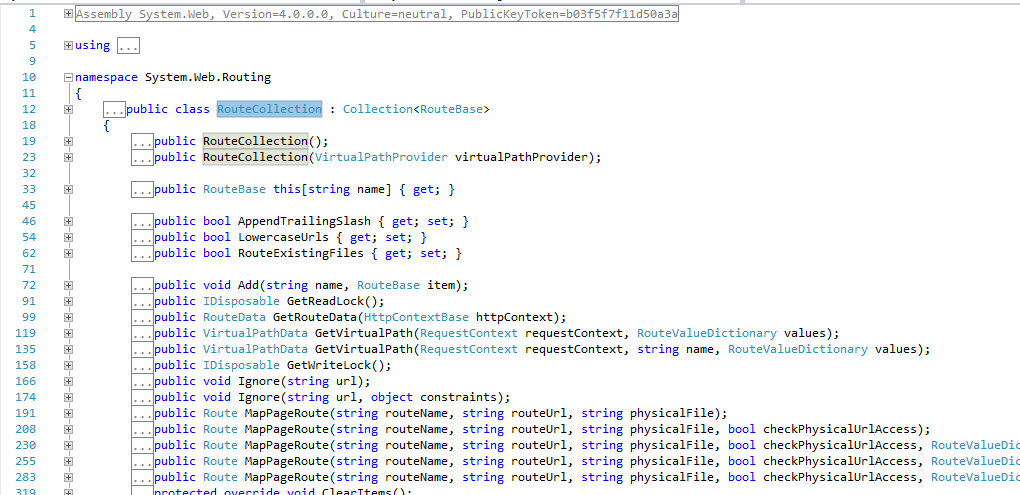 1 Assembly System.Web, Version=4.0.0.0, Culture=neutral, PublicKeyToken=b03f5f7f11d50a3a
4
5 using ...
9
10 namespace System.Web.Routing
11 {
12 ...public class RouteCollection : Collection<RouteBase>
18 {
19 ...public RouteCollection();
23 ...public RouteCollection(VirtualPathProvider virtualPathProvider);
32
33 ...public RouteBase this[string name] { get; }
45
46 ...public bool AppendTrailingSlash { get; set; }
54 ...public bool LowercaseUrls { get; set; }
62 ...public bool RouteExistingFiles { get; set; }
71
72 ...public void Add(string name, RouteBase item);
91 ...public IDisposable GetReadLock();
99 ...public RouteData GetRouteData(HttpContextBase httpContext);
119 ...public VirtualPathData GetVirtualPath(RequestContext requestContext, RouteValueDictionary values);
135 ...public VirtualPathData GetVirtualPath(RequestContext requestContext, string name, RouteValueDictionary values);
158 ...public IDisposable GetWriteLock();
166 ...public void Ignore(string url);
174 ...public void Ignore(string url, object constraints);
191 ...public Route MapPageRoute(string routeName, string routeUrl, string physicalFile);
208 ...public Route MapPageRoute(string routeName, string routeUrl, string physicalFile, bool checkPhysicalUrlAccess);
230 ...public Route MapPageRoute(string routeName, string routeUrl, string physicalFile, bool checkPhysicalUrlAccess, RouteValueDic
255 ...public Route MapPageRoute(string routeName, string routeUrl, string physicalFile, bool checkPhysicalUrlAccess, RouteValueDic
283 ...public Route MapPageRoute(string routeName, string routeUrl, string physicalFile, bool checkPhysicalUrlAccess, RouteValueDic
319 ...protected override void ClearItems();